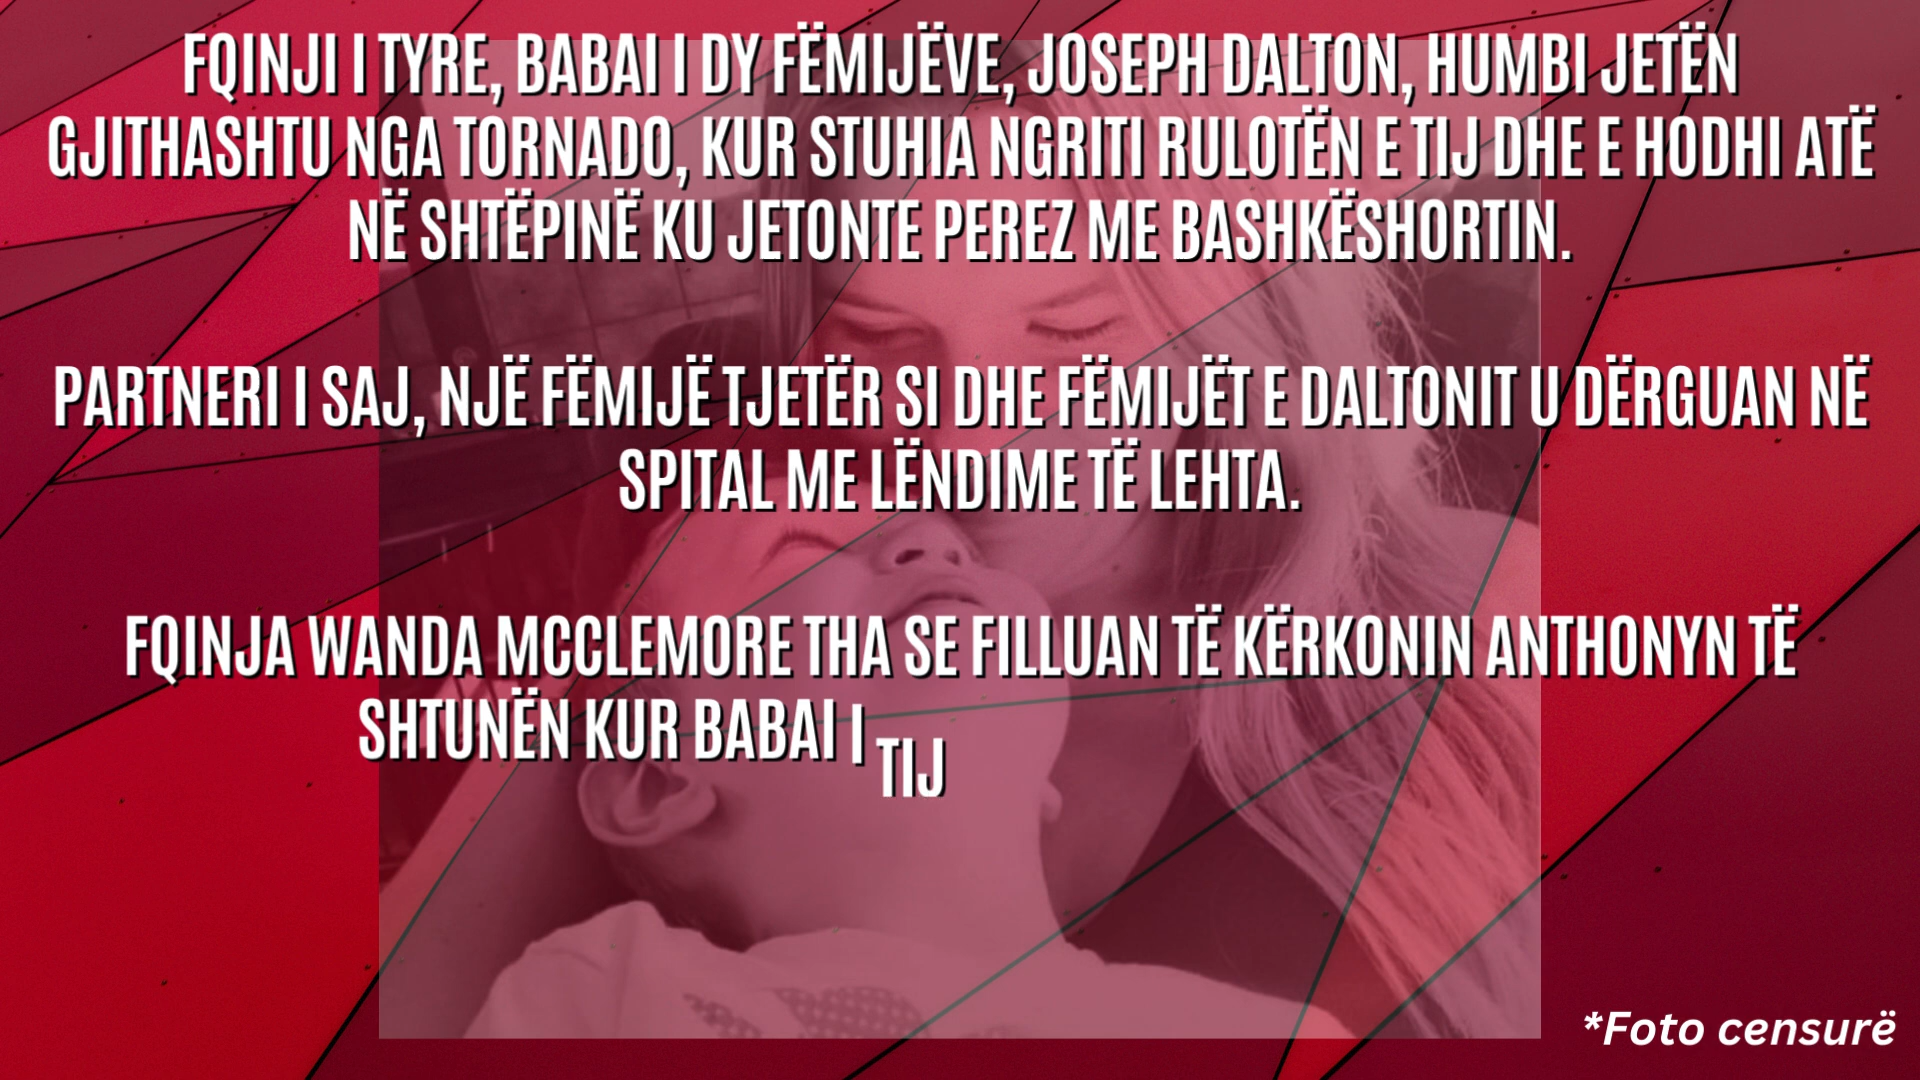 FQINJI I TYRE, BABAI I DY FËMIJËVE, JOSEPH DALTON, HUMBI JETËN
GJITHASHTU NGA TORNADO, KUR STUHIA NGRITI RULOTËN E TIJ DHE E HODHI ATË
NË SHTËPINË KU JETONTE PEREZ ME BASHKËSHORTIN.
PARTNERI I SAJ, NJË FËMIJË TJETËR SI DHE FËMIJËT E DALTONIT U DËRGUAN NË
SPITAL ME LËNDIME TË LEHTA.
FQINJA WANDA MCCLEMORE THA SE FILLUAN TË KËRKONIN ANTHONYN TË
SHTUNËN KUR BABAI I TIJ
*Foto censurë